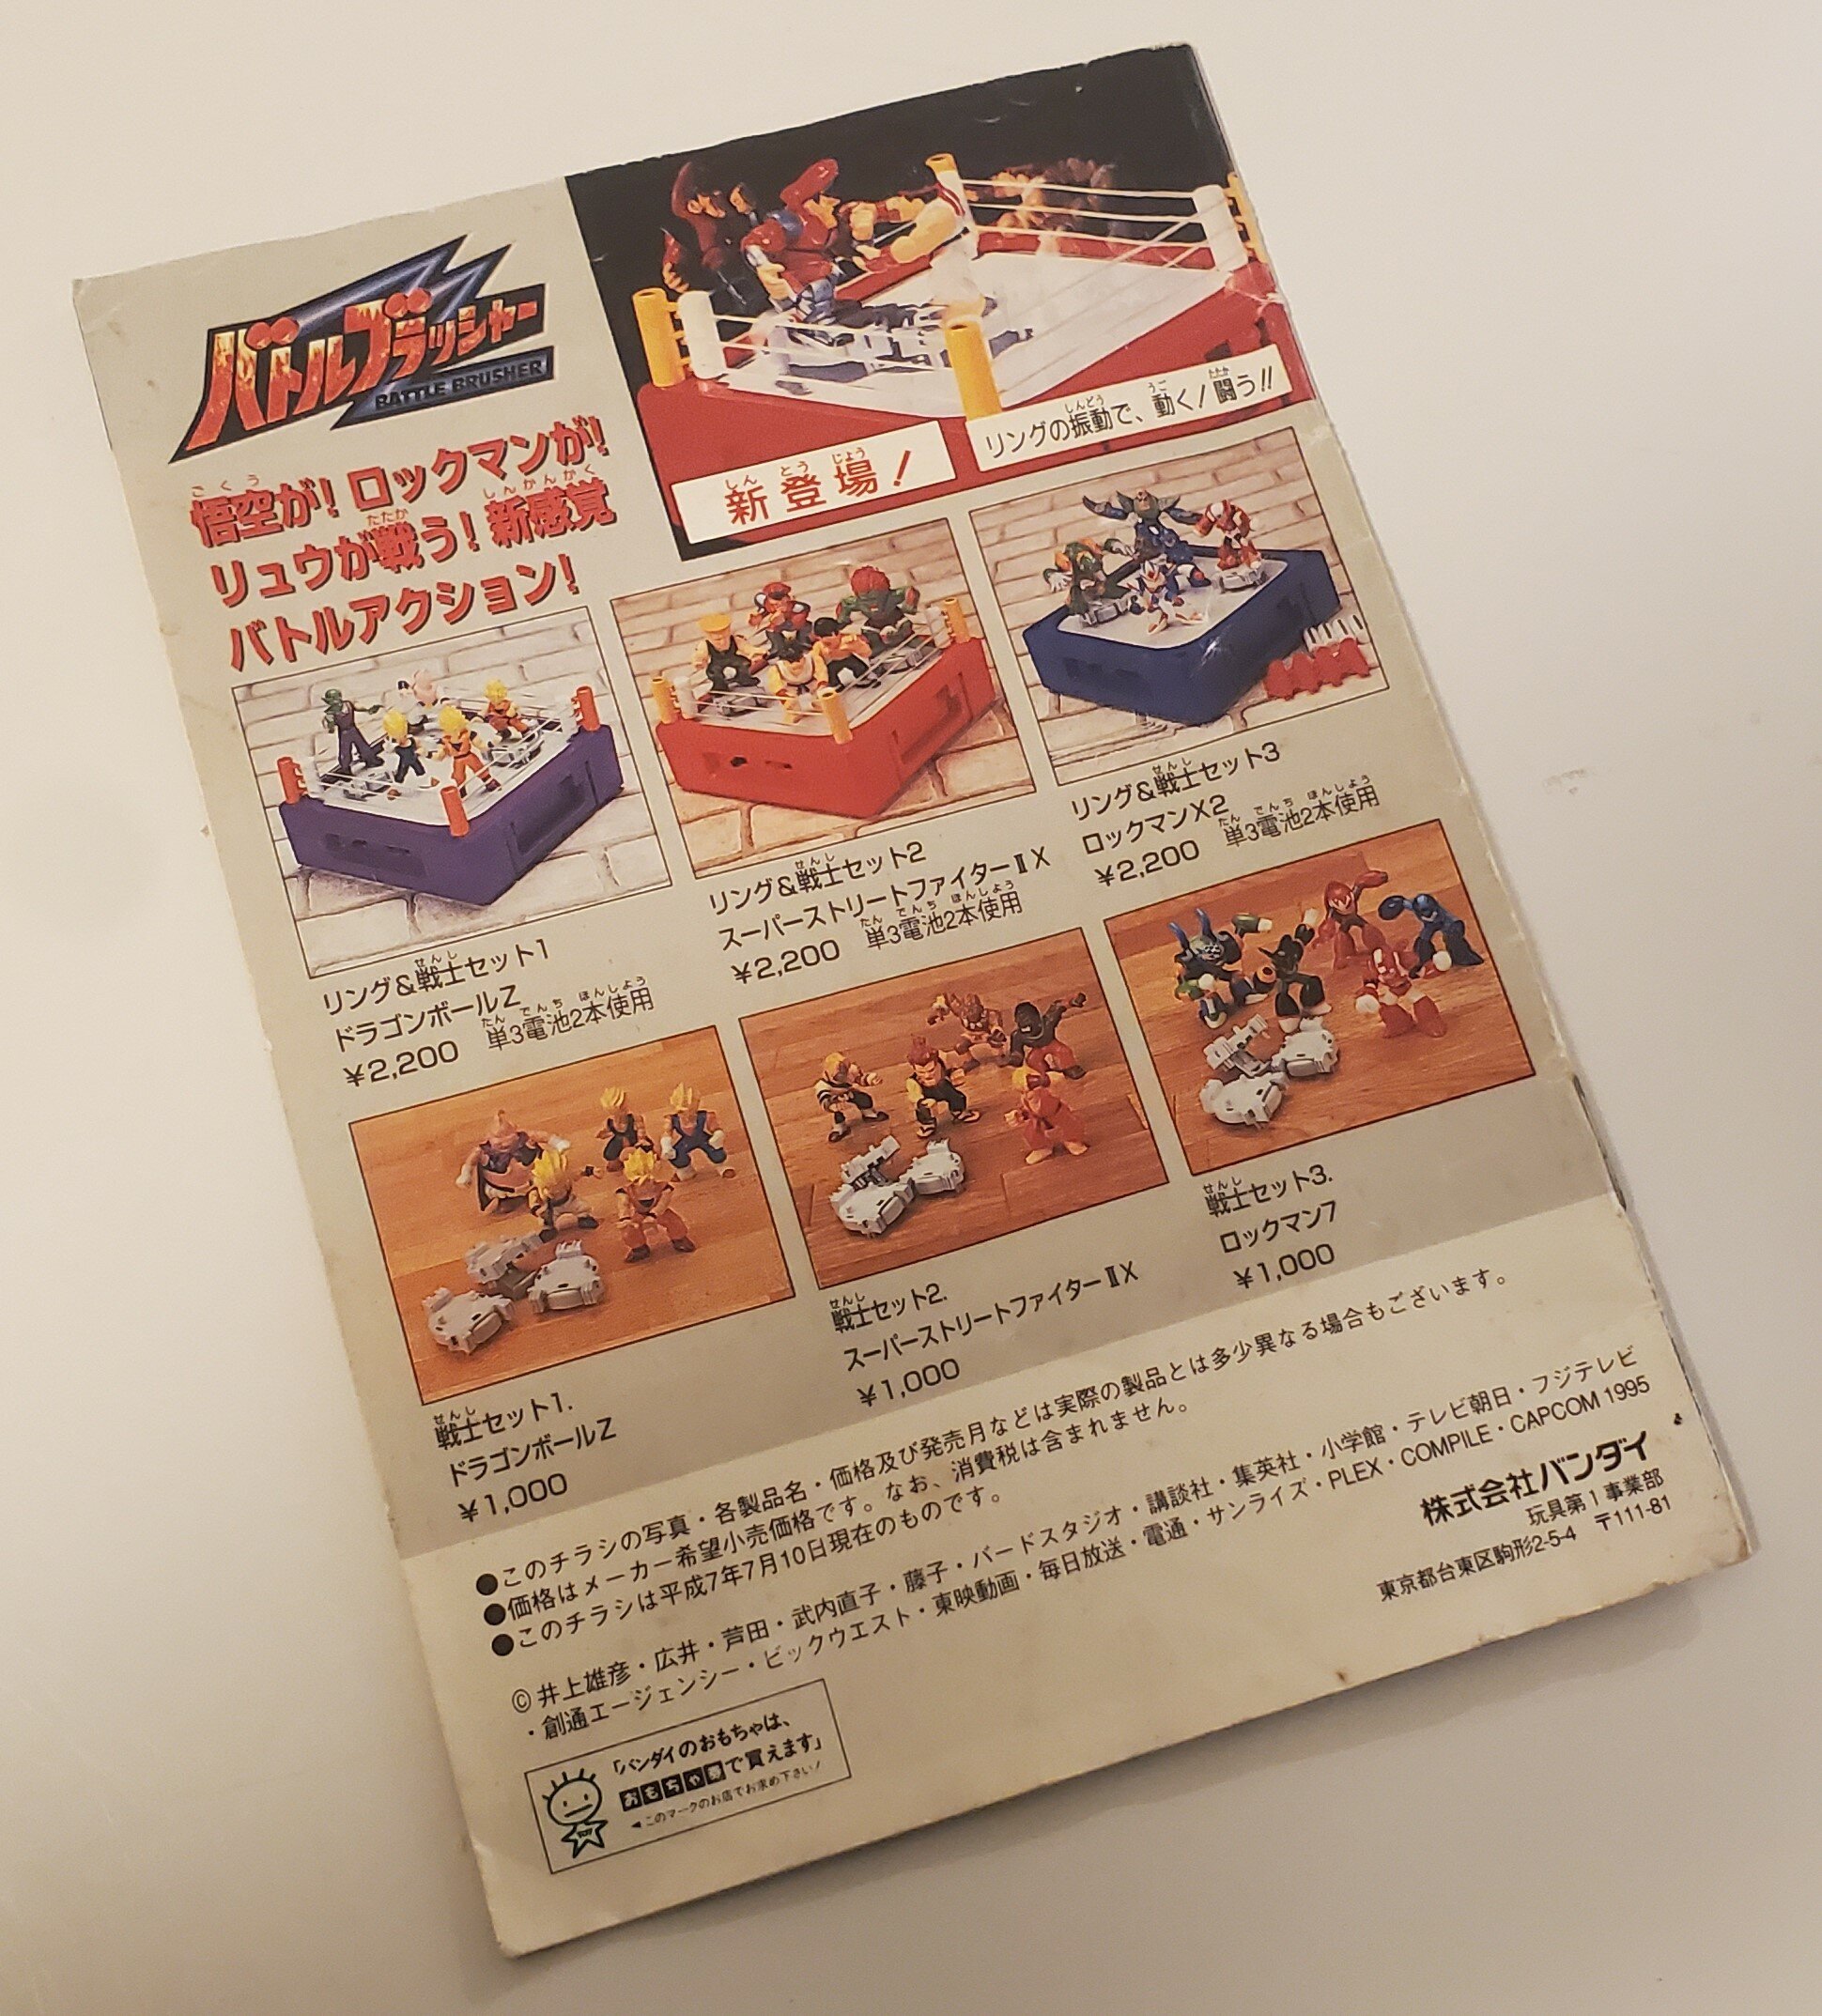 バトルブラッシャー
BATTLE BRUSHER
悟空が！ロックマンが！
リュウが戦う！新感覚
バトルアクション！
新登場！
リングの振動で、動く！闘う！！
リング&戦士セット1
ドラゴンボールZ
¥2,200 単3電池2本使用
リング&戦士セット2
スーパーストリートファイターⅡX
¥2,200 単3電池2本使用
リング&戦士セット3
ロックマンX2
¥2,200 単3電池2本使用
戦士セット1.
ドラゴンボールZ
¥1,000
戦士セット2.
スーパーストリートファイターⅡX
¥1,000
戦士セット3.
ロックマン7
¥1,000
●このチラシの写真・各製品名・価格及び発売月などは実際の製品とは多少異なる場合もございます。
●価格はメーカー希望小売価格です。なお、消費税は含まれません。
●このチラシは平成7年7月10日現在のものです。
©井上雄彦・広井・芦田・武内直子・藤子・バードスタジオ・講談社・集英社・小学館・テレビ朝日・フジテレビ
・創通エージェンシー・ビックウエスト・東映動画・毎日放送・電通・サンライズ・PLEX・COMPILE・CAPCOM 1995
株式会社バンダイ
玩具第1事業部
東京都台東区駒形2-5-4 〒111-81
「バンダイのおもちゃは、
おもちゃ券で買えます」
◀このマークのお店でお求め下さい！
TOY